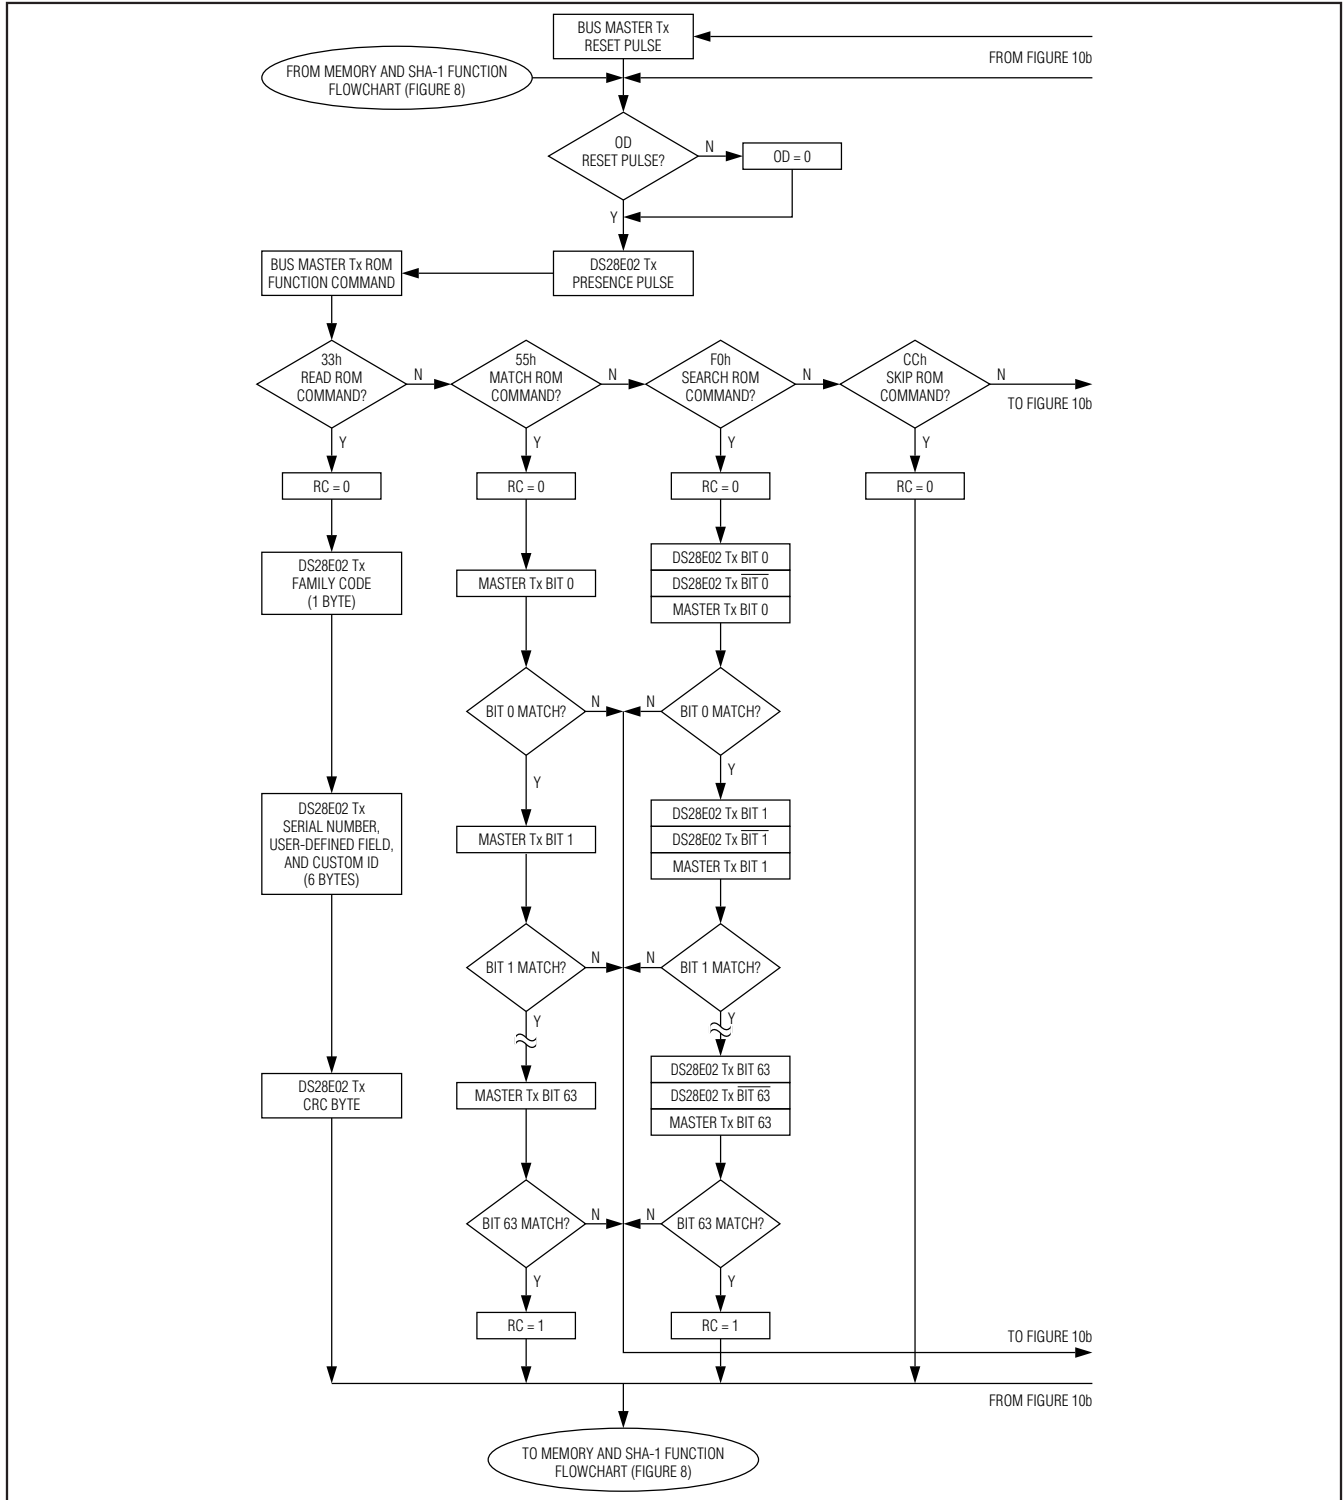 BUS MASTER Tx
RESET PULSE
FROM FIGURE 10b
FROM MEMORY AND SHA-1 FUNCTION
FLOWCHART (FIGURE 8)
OD
RESET PULSE?
N
OD = 0
Y
BUS MASTER Tx ROM
FUNCTION COMMAND
DS28E02 Tx
PRESENCE PULSE
33h
READ ROM
COMMAND?
N
55h
MATCH ROM
COMMAND?
N
F0h
SEARCH ROM
COMMAND?
N
CCh
SKIP ROM
COMMAND?
N
TO FIGURE 10b
Y
Y
Y
Y
RC = 0
RC = 0
RC = 0
RC = 0
DS28E02 Tx
FAMILY CODE
(1 BYTE)
MASTER Tx BIT 0
DS28E02 Tx BIT 0
DS28E02 Tx BIT 0
MASTER Tx BIT 0
BIT 0 MATCH?
N
N
BIT 0 MATCH?
Y
Y
DS28E02 Tx
SERIAL NUMBER,
USER-DEFINED FIELD,
AND CUSTOM ID
(6 BYTES)
MASTER Tx BIT 1
DS28E02 Tx BIT 1
DS28E02 Tx BIT 1
MASTER Tx BIT 1
BIT 1 MATCH?
N
N
BIT 1 MATCH?
Y
Y
DS28E02 Tx
CRC BYTE
MASTER Tx BIT 63
DS28E02 Tx BIT 63
DS28E02 Tx BIT 63
MASTER Tx BIT 63
BIT 63 MATCH?
N
N
BIT 63 MATCH?
Y
Y
RC = 1
RC = 1
TO FIGURE 10b
FROM FIGURE 10b
TO MEMORY AND SHA-1 FUNCTION
FLOWCHART (FIGURE 8)